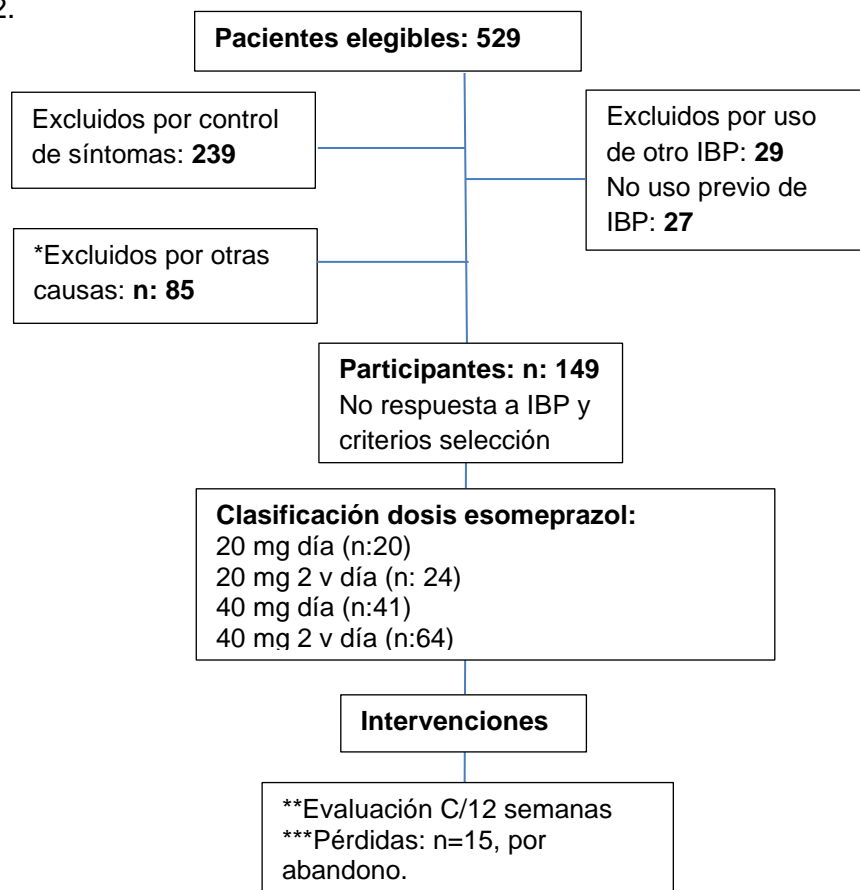 2.
Pacientes elegibles: 529
Excluidos por control
de síntomas: 239
Excluidos por uso
de otro IBP: 29
No uso previo de
IBP: 27
*Excluidos por otras
causas: n: 85
Participantes: n: 149
No respuesta a IBP y
criterios selección
Clasificación dosis esomeprazol:
20 mg día (n:20)
20 mg 2 v día (n: 24)
40 mg día (n:41)
40 mg 2 v día (n:64)
Intervenciones
**Evaluación C/12 semanas
***Pérdidas: n=15, por
abandono.